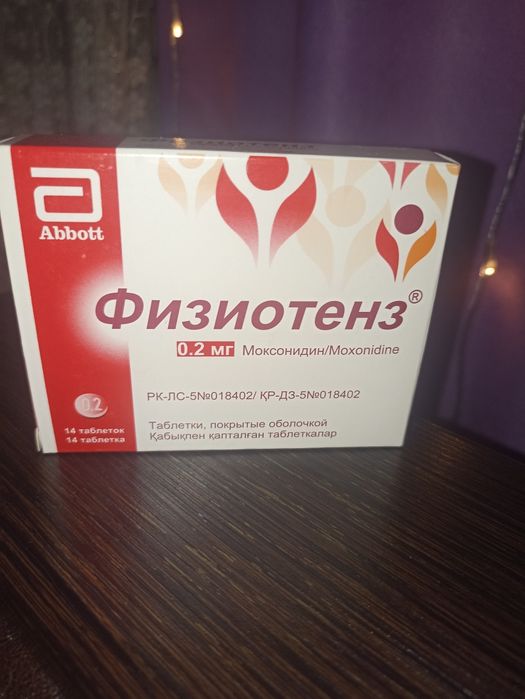 Физиотенз
Abbott
Физиотенз®
0.2 мг Моксонидин/Moxonidine
РК-ЛС-5№018402/ ҚР-ДЗ-5№018402
0.2
14 таблеток
14 таблетка
Таблетки, покрытые оболочкой
Қабықпен қапталған таблеткалар